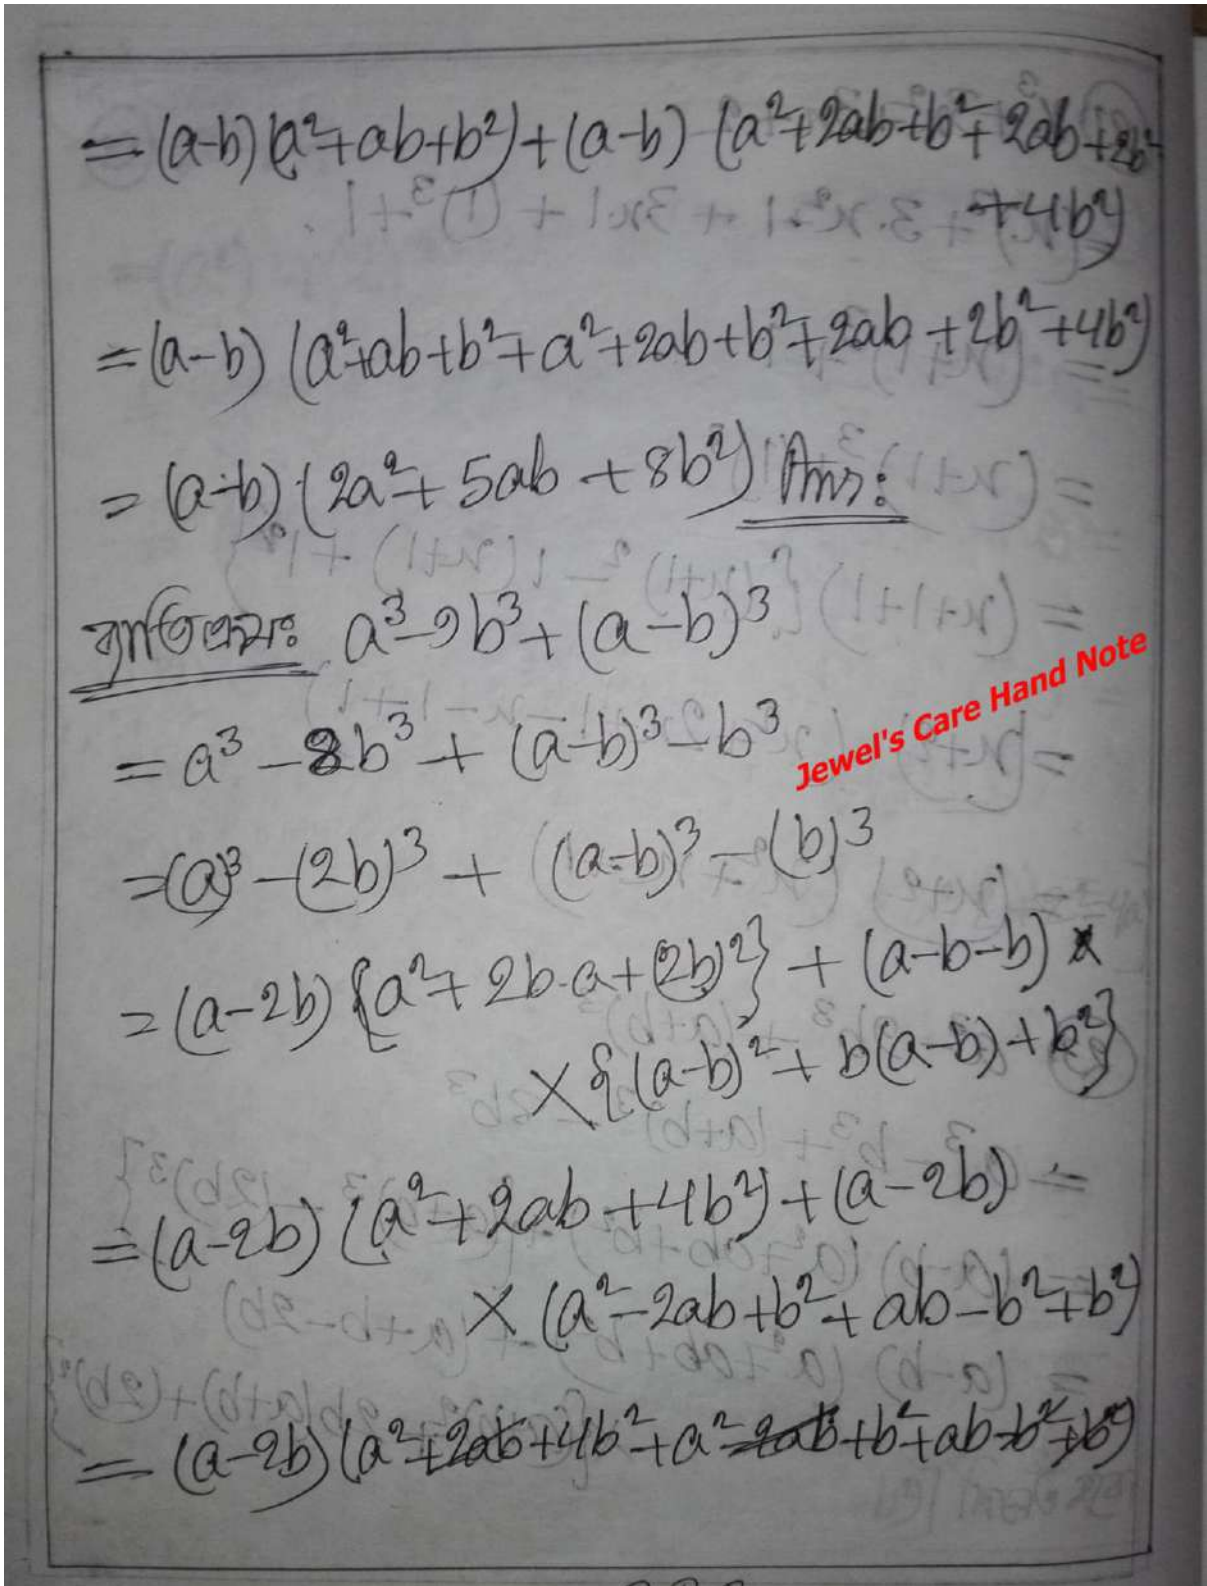 = (a-b)(a²+ab+b²)+(a-b) (a²+2ab+b²+2ab+2b²
+4b²)
= (a-b) (a²+ab+b²+a²+2ab+b²+2ab+2b²+4b²)
= (a-b) (2a²+5ab+8b²) Ans:
ব্যতিক্রমঃ a³-9b³+(a-b)³
= a³-8b³+(a-b)³-b³
Jewel's Care Hand Note
=(a)³-(2b)³+(a-b)³-(b)³
= (a-2b){a²+2b.a+(2b)²}+(a-b-b)×
×{(a-b)²+b(a-b)+b²}
= (a-2b)(a²+2ab+4b²)+(a-2b)
×(a²-2ab+b²+ab-b²+b²)
= (a-2b)(a²+2ab+4b²+a²-2ab+b²+ab-b²+b²)